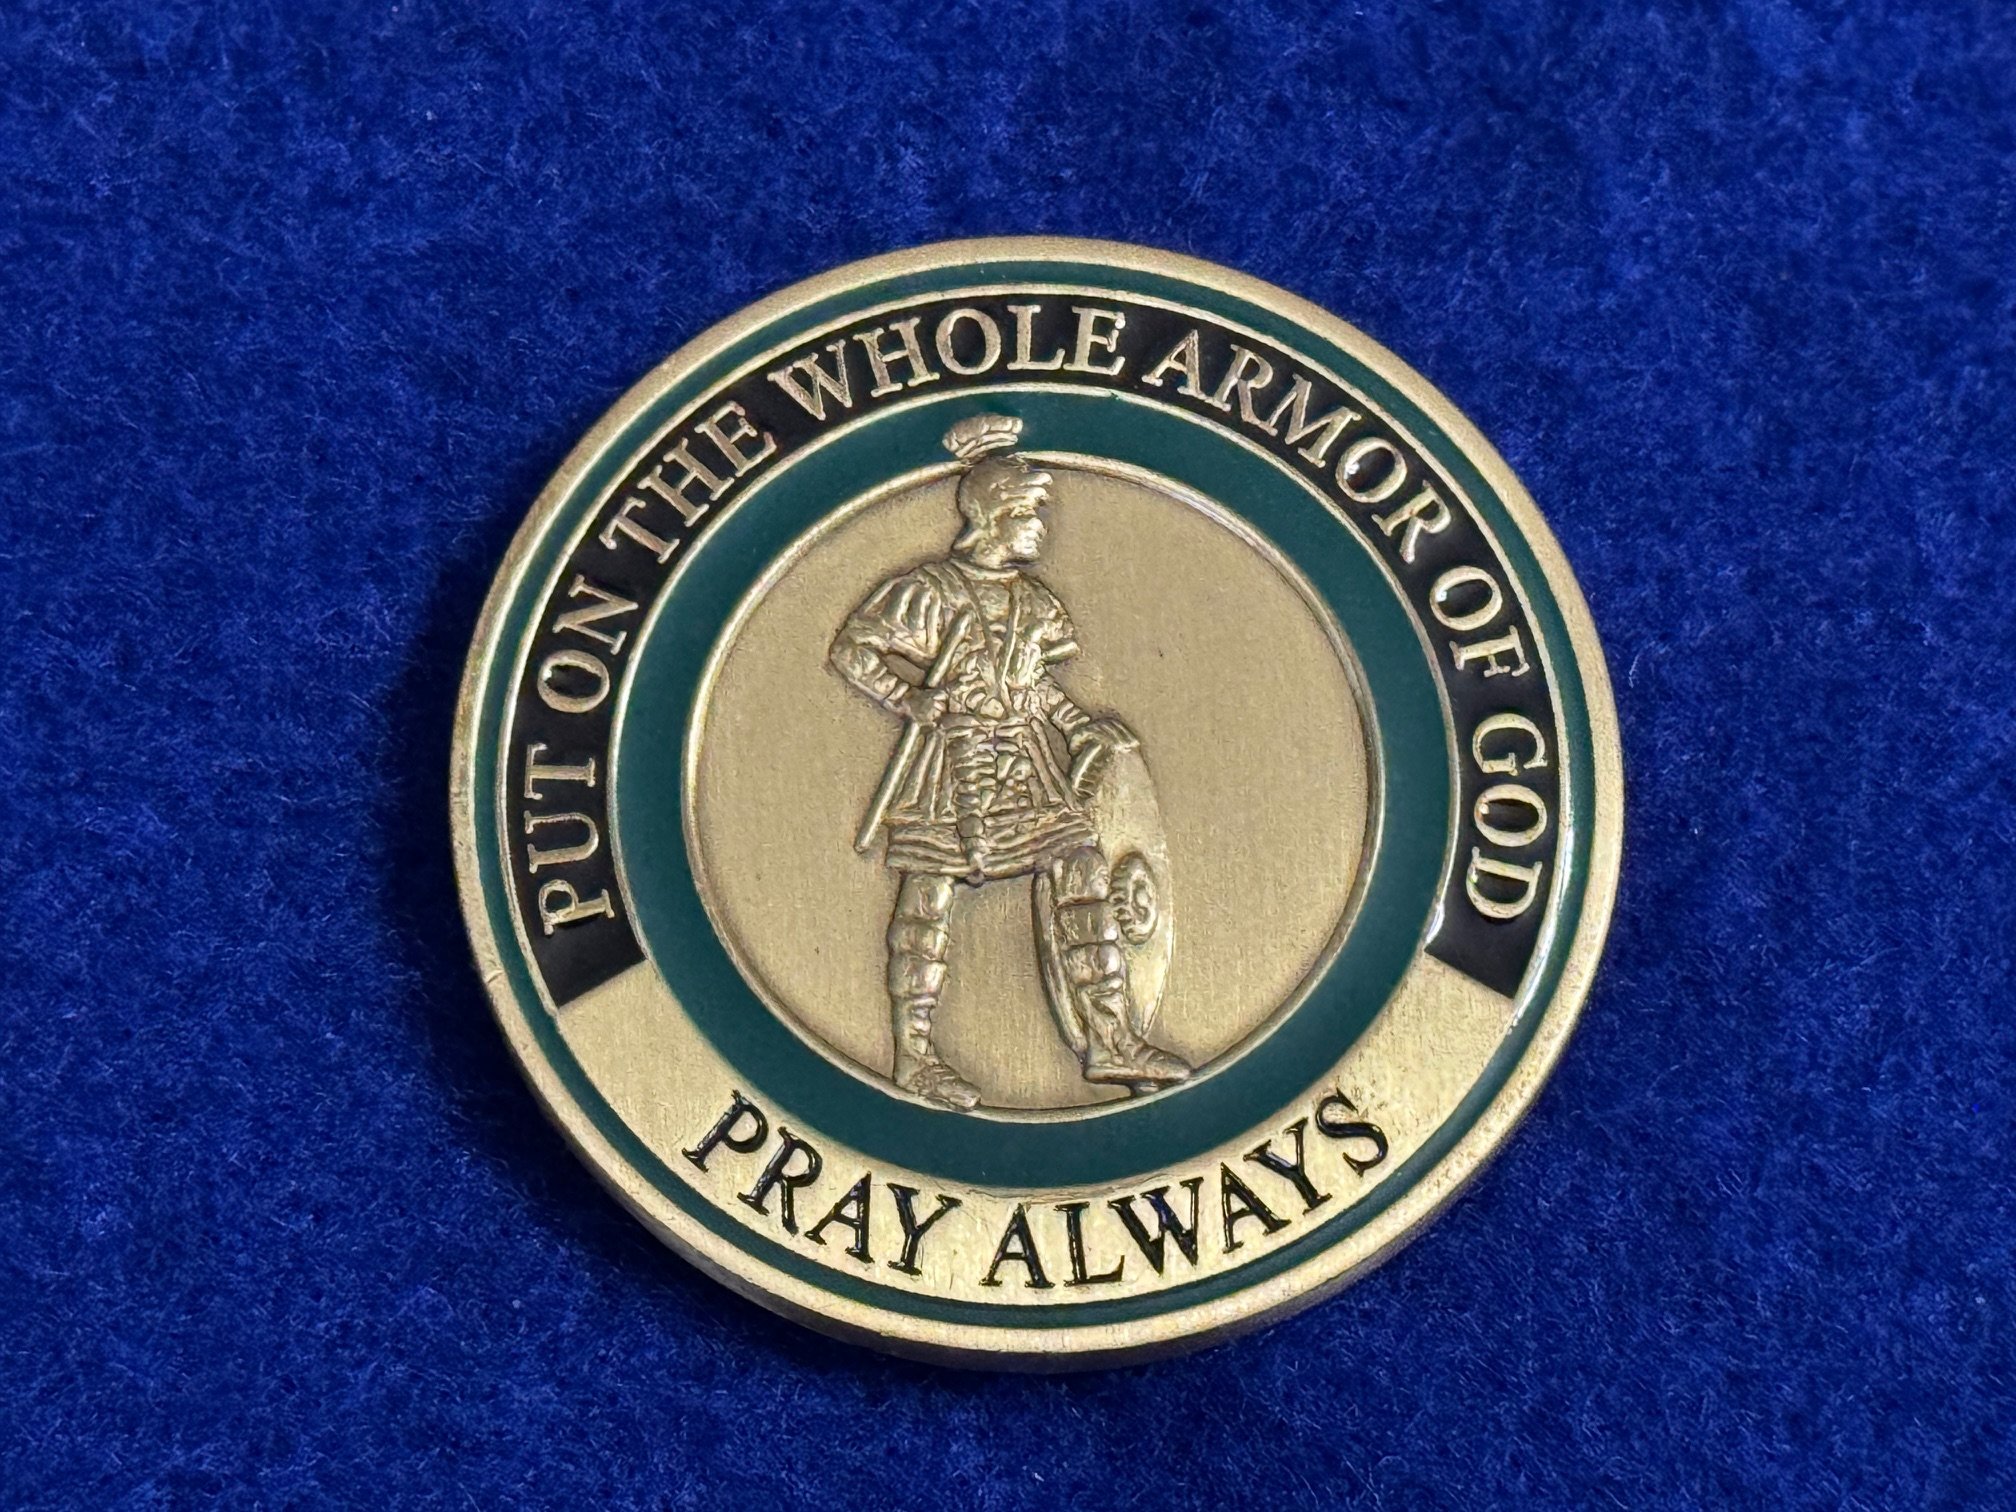 PUT ON THE WHOLE ARMOR OF GOD
PRAY ALWAYS